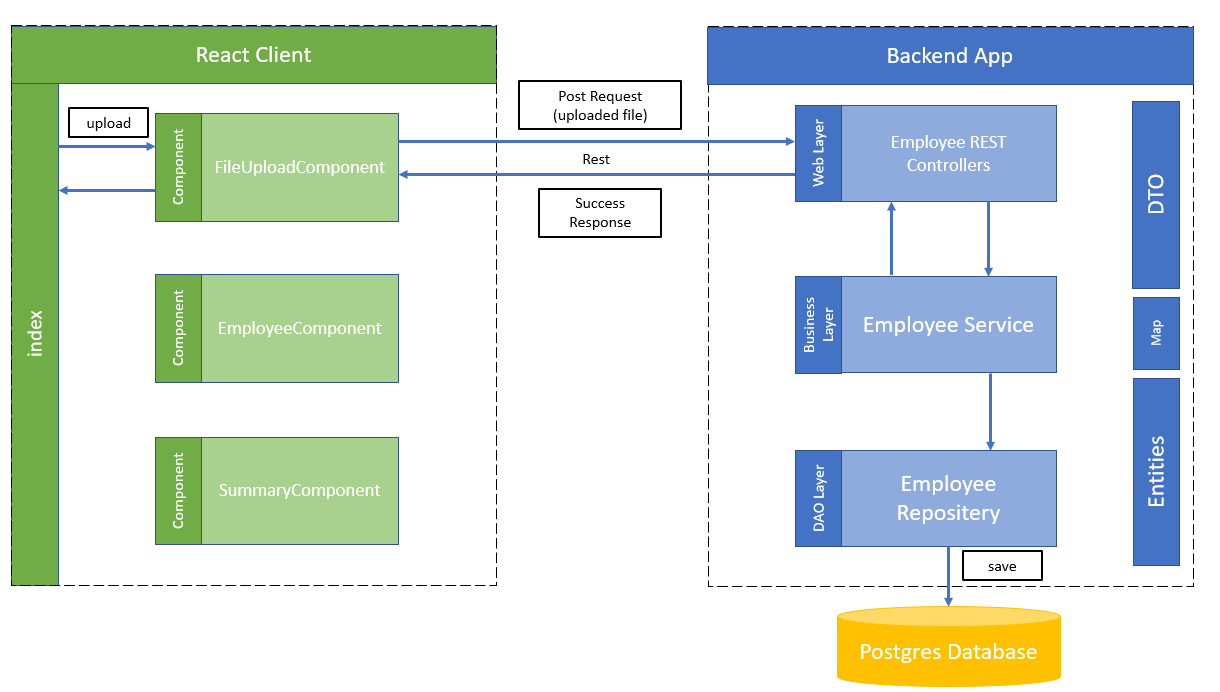 React Client
index
upload
Component
FileUploadComponent
Component
EmployeeComponent
Component
SummaryComponent
Post Request
(uploaded file)
Rest
Success
Response
Backend App
Web Layer
Employee REST
Controllers
Business
Layer
Employee Service
DAO Layer
Employee
Repositery
DTO
Map
Entities
save
Postgres Database